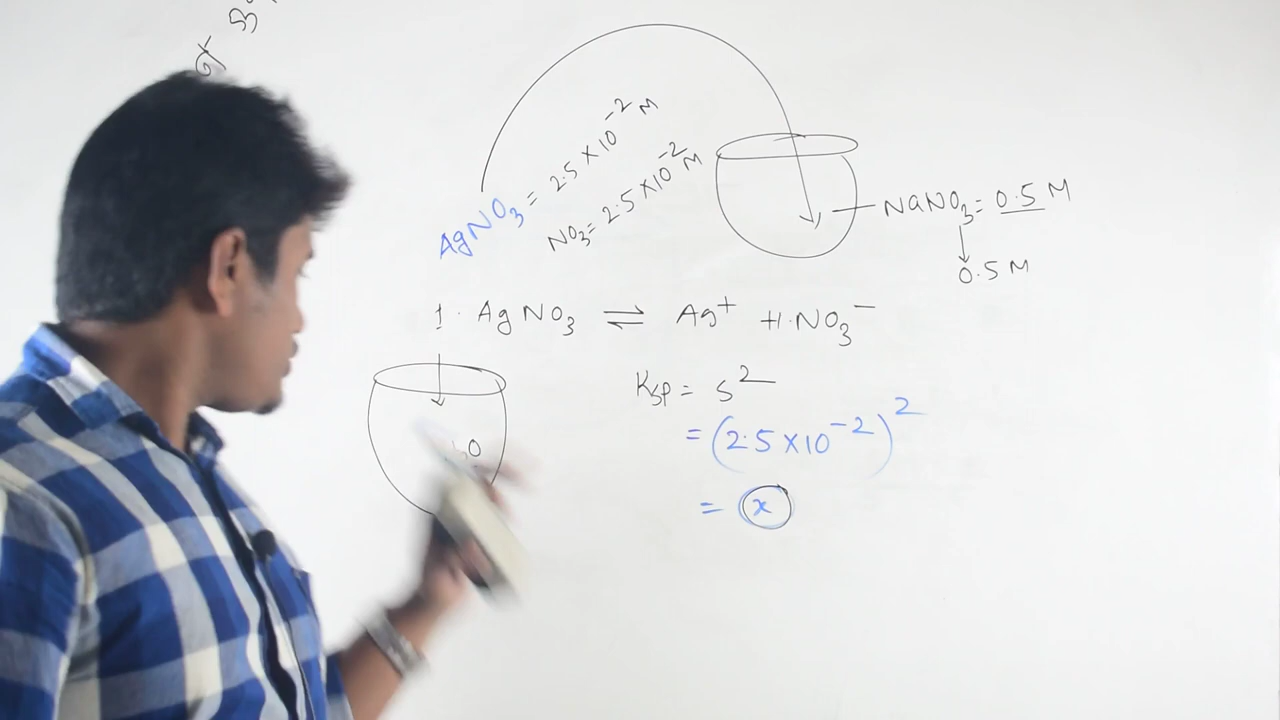 AgNO₃ = 2.5 × 10⁻² M
NO₃ = 2.5 × 10⁻² M
NaNO₃ = 0.5 M
0.5 M
1. AgNO₃ ⇌ Ag⁺ + 1. NO₃⁻
Ksp = s²
= (2.5 × 10⁻²)²
= x